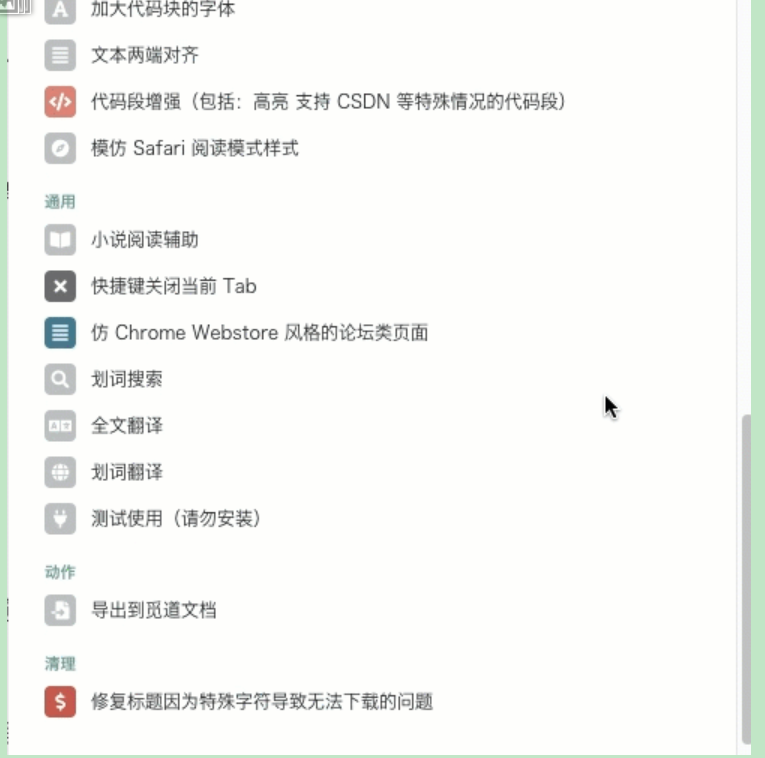 加大代码块的字体
文本两端对齐
代码段增强（包括：高亮 支持 CSDN 等特殊情况的代码段）
模仿 Safari 阅读模式样式
通用
小说阅读辅助
快捷键关闭当前 Tab
仿 Chrome Webstore 风格的论坛类页面
划词搜索
全文翻译
划词翻译
测试使用（请勿安装）
动作
导出到觅道文档
清理
修复标题因为特殊字符导致无法下载的问题